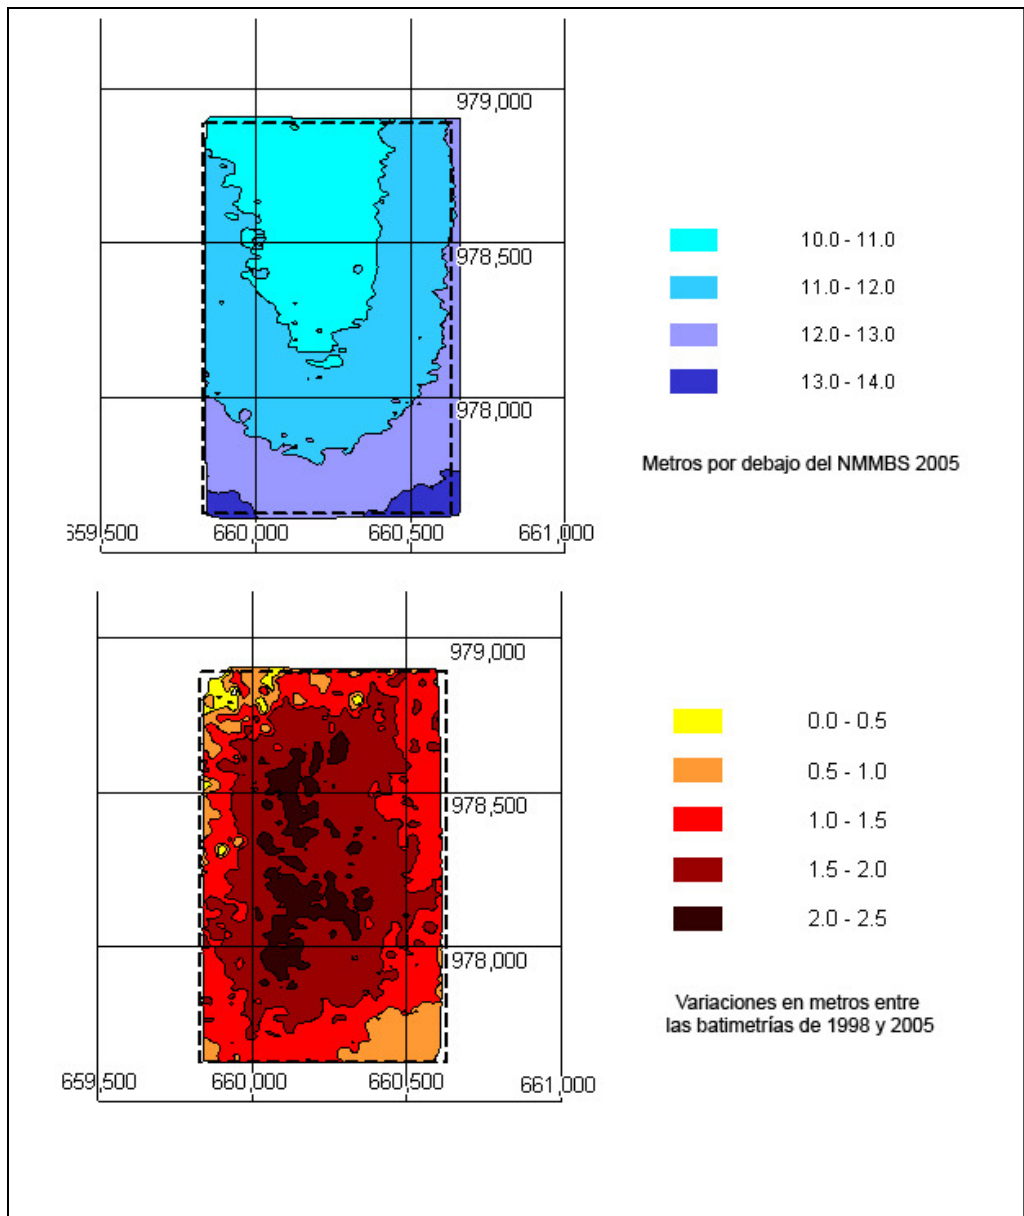 979,000
978,500
978,000
659,500
660,000
660,500
661,000
10.0 - 11.0
11.0 - 12.0
12.0 - 13.0
13.0 - 14.0
Metros por debajo del NMMBS 2005
979,000
978,500
978,000
659,500
660,000
660,500
661,000
0.0 - 0.5
0.5 - 1.0
1.0 - 1.5
1.5 - 2.0
2.0 - 2.5
Variaciones en metros entre
las batimetrías de 1998 y 2005